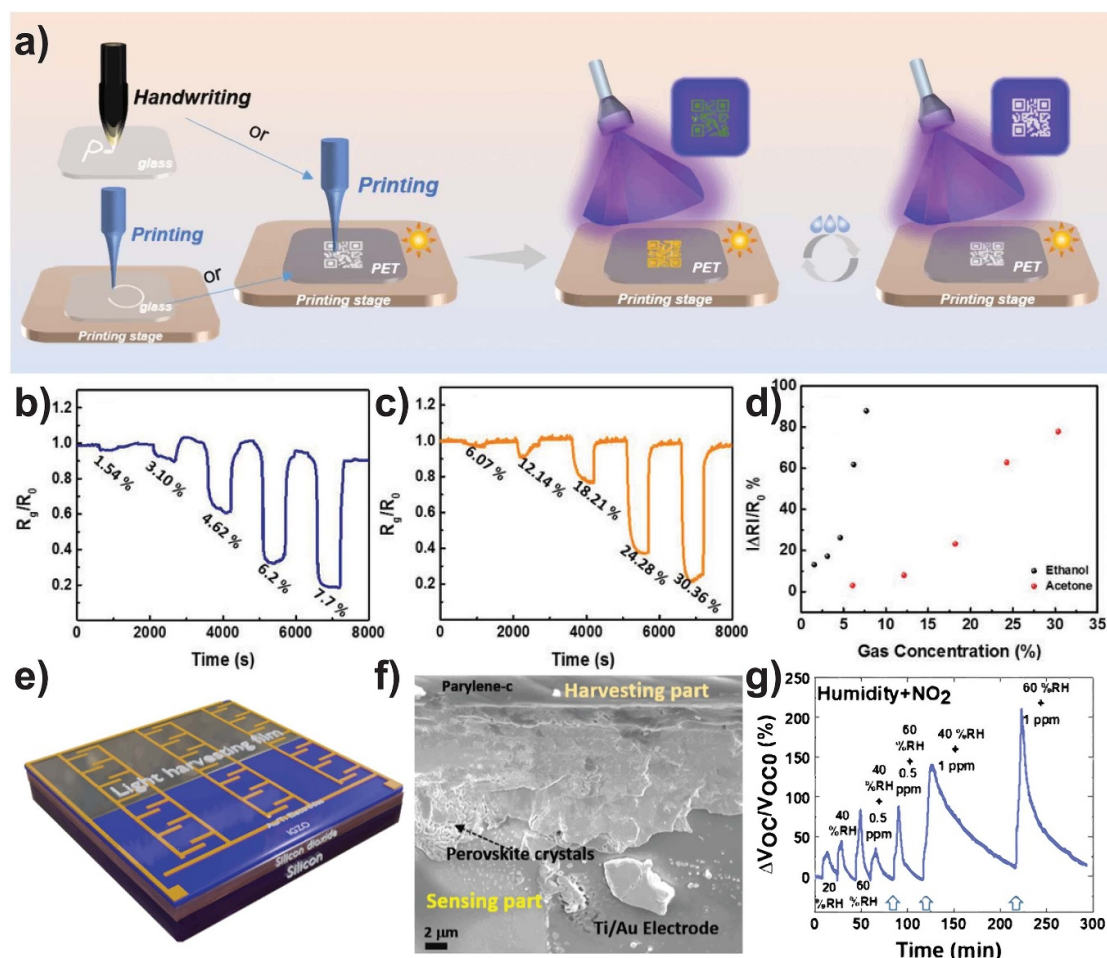 a)
Handwriting
or
glass
Printing
or
glass
Printing stage
Printing
PET
Printing stage
PET
Printing stage
PET
Printing stage
b)
Rg/R0
1.2
1.0
0.8
0.6
0.4
0.2
1.54 %
3.10 %
4.62 %
6.2 %
7.7 %
0 2000 4000 6000 8000
Time (s)
c)
Rg/R0
1.2
1.0
0.8
0.6
0.4
0.2
6.07 %
12.14 %
18.21 %
24.28 %
30.36 %
0 2000 4000 6000 8000
Time (s)
d)
IΔRI/R0 %
100
80
60
40
20
0
Ethanol
Acetone
0 5 10 15 20 25 30 35
Gas Concentration (%)
e)
Light harvesting film
IGZO
Silicon dioxide
Silicon
f)
Parylene-c
Harvesting part
Perovskite crystals
Sensing part
Ti/Au Electrode
2 μm
g)
ΔVOC/VOC0 (%)
250
200
150
100
50
0
Humidity+NO2
20
%RH
40 %RH
60
%RH
40
%RH
+
0.5
ppm
60
%RH
+
0.5
ppm
40 %RH
+
1 ppm
60 %RH
+
1 ppm
0 50 100 150 200 250 300
Time (min)